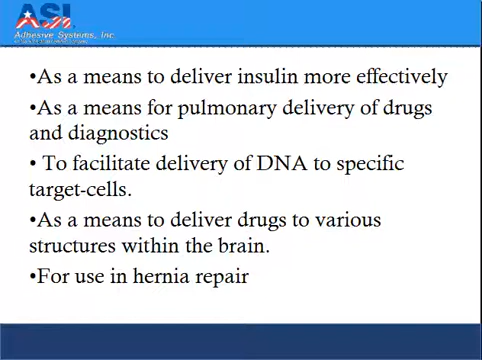 ASI
Adhesive Systems, Inc
•As a means to deliver insulin more effectively
•As a means for pulmonary delivery of drugs
and diagnostics
• To facilitate delivery of DNA to specific
target-cells.
•As a means to deliver drugs to various
structures within the brain.
•For use in hernia repair